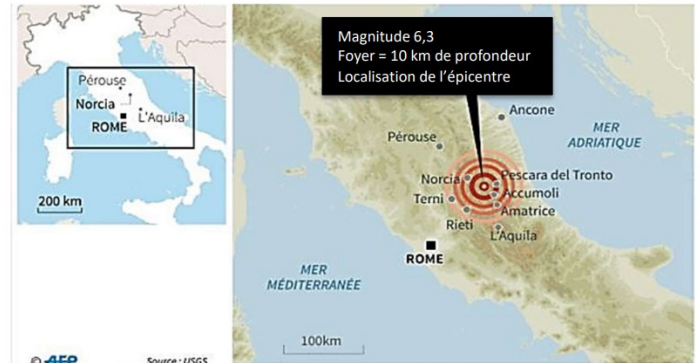 Pérouse
Norcia
ROME
L'Aquila
200 km
© AFP
Source : USGS
Magnitude 6,3
Foyer = 10 km de profondeur
Localisation de l'épicentre
Ancone
MER
ADRIATIQUE
Pérouse
Norcia
Pescara del Tronto
Accumoli
Terni
Amatrice
Rieti
L'Aquila
ROME
MER
MÉDITERRANÉE
100km